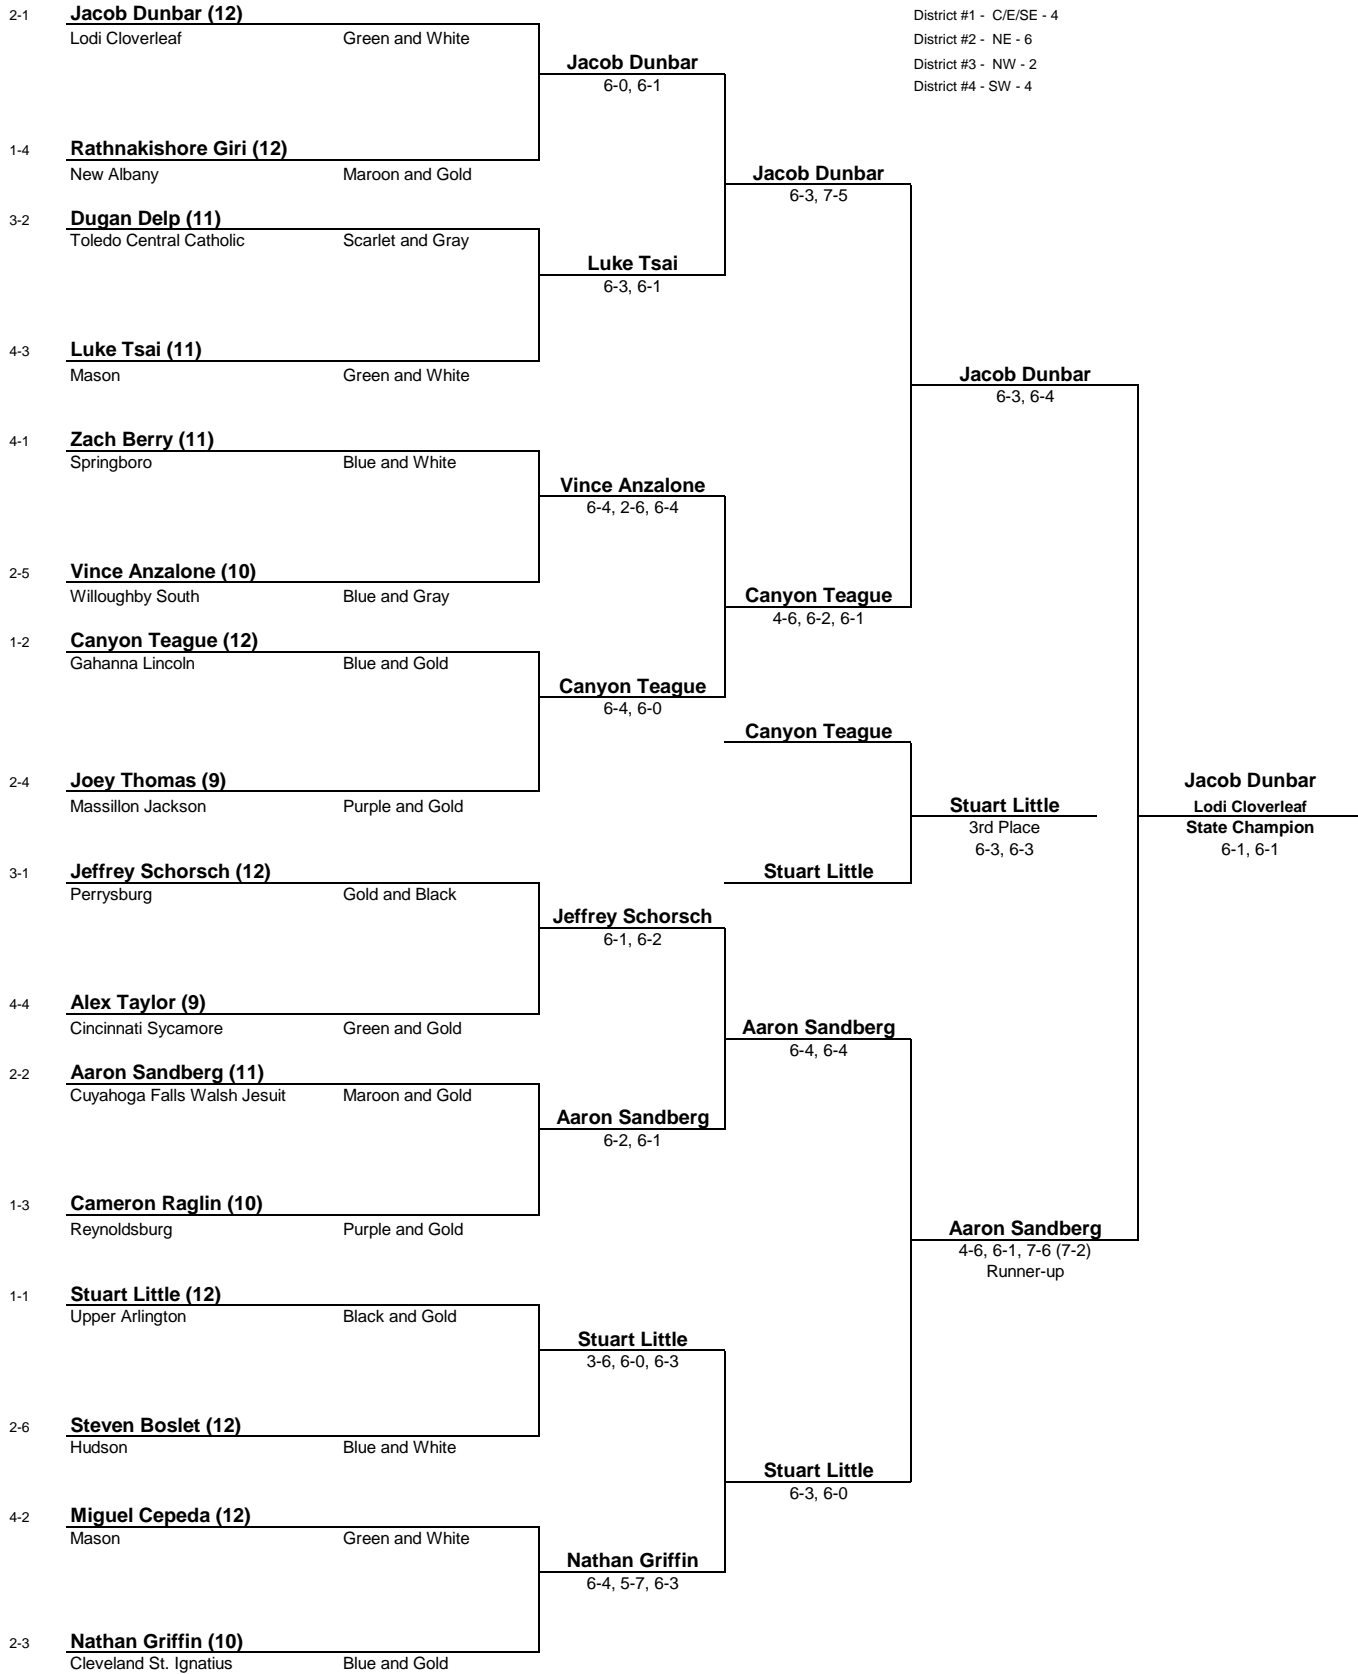 2-1 Jacob Dunbar (12)
Lodi Cloverleaf Green and White
District #1 - C/E/SE - 4
District #2 - NE - 6
District #3 - NW - 2
District #4 - SW - 4
Jacob Dunbar
6-0, 6-1
1-4 Rathnakishore Giri (12)
New Albany Maroon and Gold
Jacob Dunbar
6-3, 7-5
3-2 Dugan Delp (11)
Toledo Central Catholic Scarlet and Gray
Luke Tsai
6-3, 6-1
4-3 Luke Tsai (11)
Mason Green and White
Jacob Dunbar
6-3, 6-4
4-1 Zach Berry (11)
Springboro Blue and White
Vince Anzalone
6-4, 2-6, 6-4
2-5 Vince Anzalone (10)
Willoughby South Blue and Gray
Canyon Teague
4-6, 6-2, 6-1
1-2 Canyon Teague (12)
Gahanna Lincoln Blue and Gold
Canyon Teague
6-4, 6-0
Canyon Teague
2-4 Joey Thomas (9)
Massillon Jackson Purple and Gold
Jacob Dunbar
Lodi Cloverleaf
State Champion
6-1, 6-1
Stuart Little
3rd Place
6-3, 6-3
3-1 Jeffrey Schorsch (12)
Perrysburg Gold and Black
Stuart Little
Jeffrey Schorsch
6-1, 6-2
4-4 Alex Taylor (9)
Cincinnati Sycamore Green and Gold
Aaron Sandberg
6-4, 6-4
2-2 Aaron Sandberg (11)
Cuyahoga Falls Walsh Jesuit Maroon and Gold
Aaron Sandberg
6-2, 6-1
1-3 Cameron Raglin (10)
Reynoldsburg Purple and Gold
Aaron Sandberg
4-6, 6-1, 7-6 (7-2)
Runner-up
1-1 Stuart Little (12)
Upper Arlington Black and Gold
Stuart Little
3-6, 6-0, 6-3
2-6 Steven Boslet (12)
Hudson Blue and White
Stuart Little
6-3, 6-0
4-2 Miguel Cepeda (12)
Mason Green and White
Nathan Griffin
6-4, 5-7, 6-3
2-3 Nathan Griffin (10)
Cleveland St. Ignatius Blue and Gold